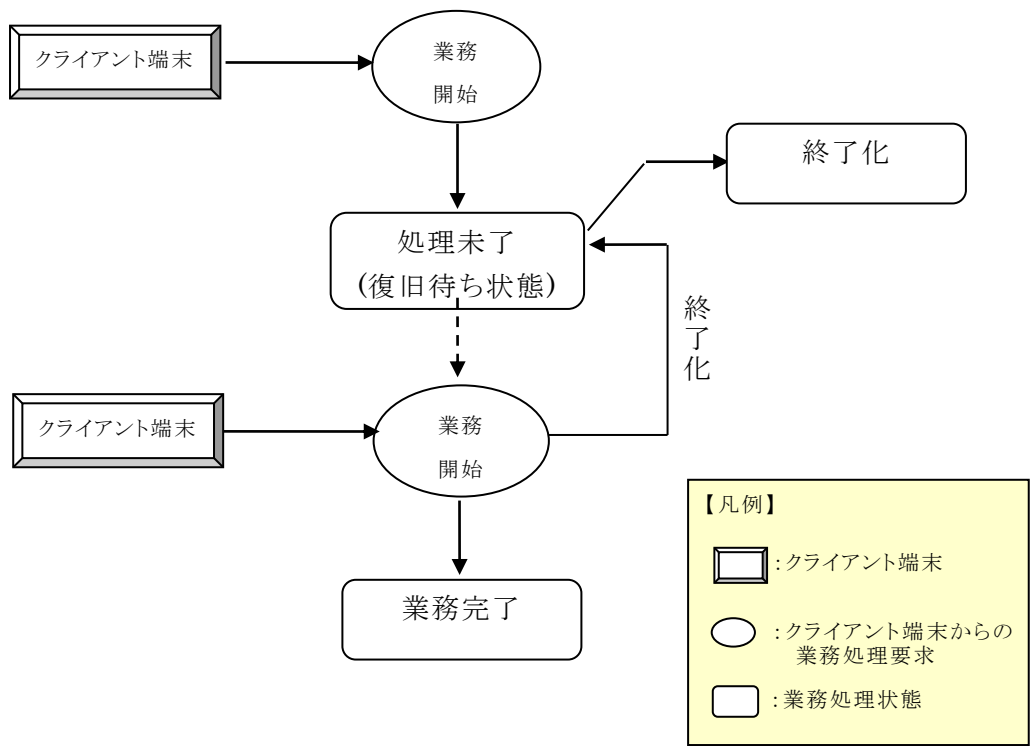 クライアント端末
業務
開始
終了化
処理未了
(復旧待ち状態)
終了化
クライアント端末
業務
開始
業務完了
【凡例】
：クライアント端末
：クライアント端末からの
業務処理要求
：業務処理状態